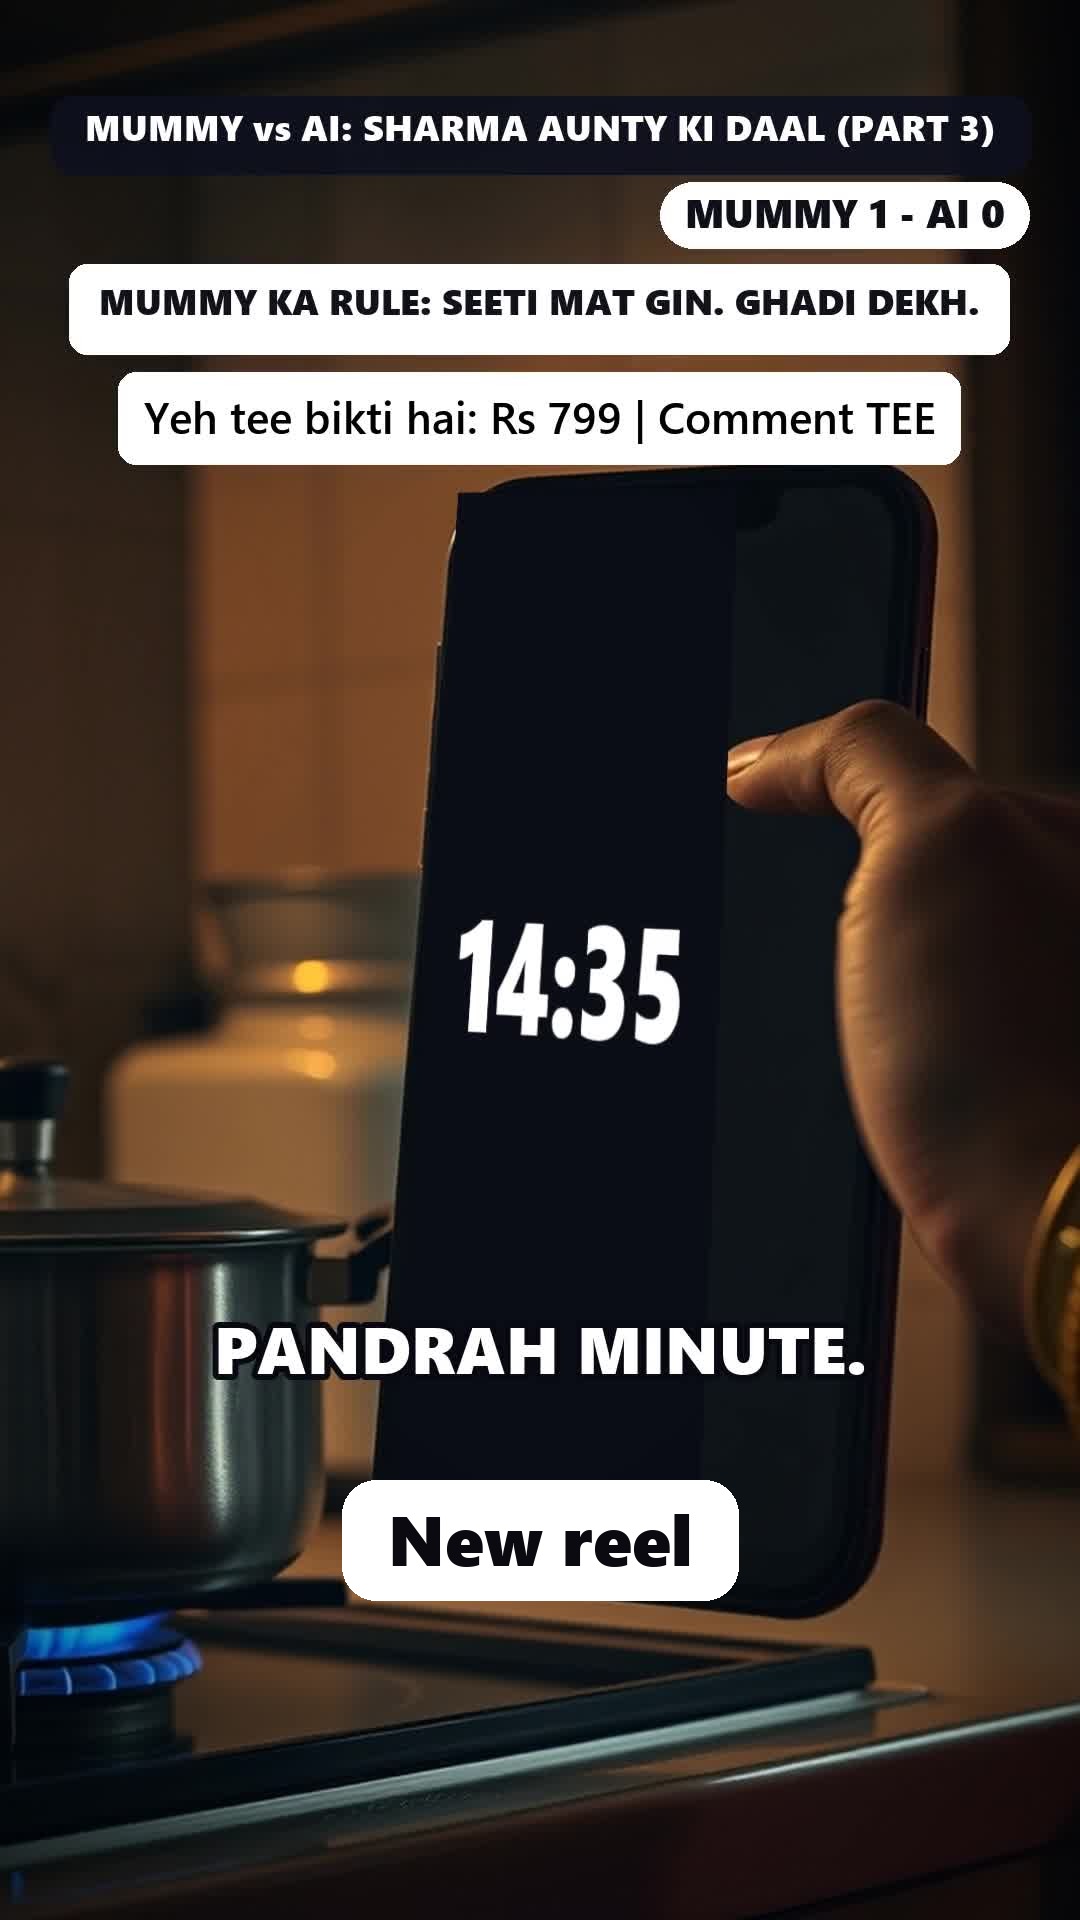 MUMMY vs AI: SHARMA AUNTY KI DAAL (PART 3)
MUMMY 1 - AI 0
MUMMY KA RULE: SEETI MAT GIN. GHADI DEKH.
Yeh tee bikti hai: Rs 799 | Comment TEE
14:35
PANDRAH MINUTE.
New reel